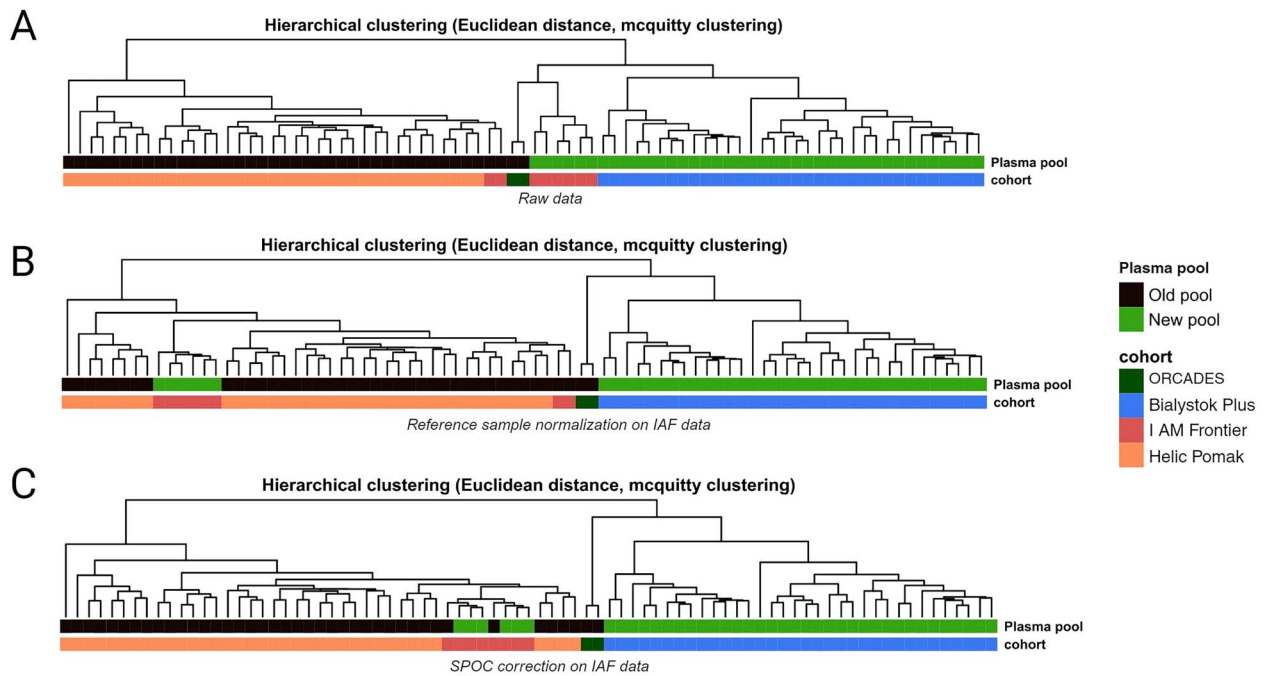 A
Hierarchical clustering (Euclidean distance, mcquitty clustering)
Plasma pool
cohort
Raw data
B
Hierarchical clustering (Euclidean distance, mcquitty clustering)
Plasma pool
cohort
Reference sample normalization on IAF data
C
Hierarchical clustering (Euclidean distance, mcquitty clustering)
Plasma pool
cohort
SPOC correction on IAF data
Plasma pool
Old pool
New pool
cohort
ORCADES
Bialystok Plus
I AM Frontier
Helic Pomak